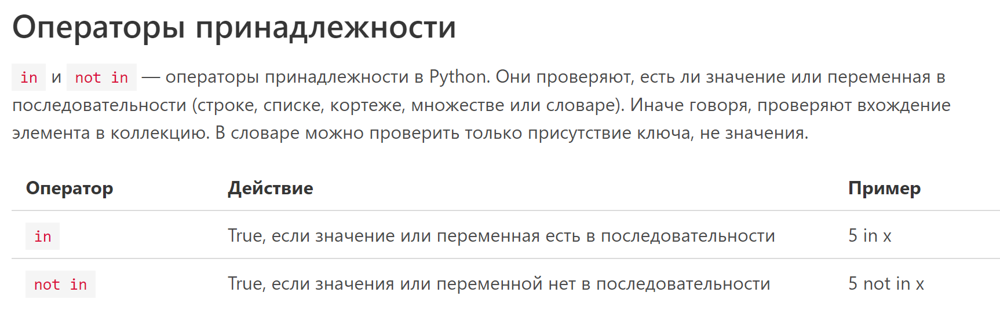 Операторы принадлежности
in и not in — операторы принадлежности в Python. Они проверяют, есть ли значение или переменная в
последовательности (строке, списке, кортеже, множестве или словаре). Иначе говоря, проверяют вхождение
элемента в коллекцию. В словаре можно проверить только присутствие ключа, не значения.
Оператор Действие Пример
in True, если значение или переменная есть в последовательности 5 in x
not in True, если значения или переменной нет в последовательности 5 not in x